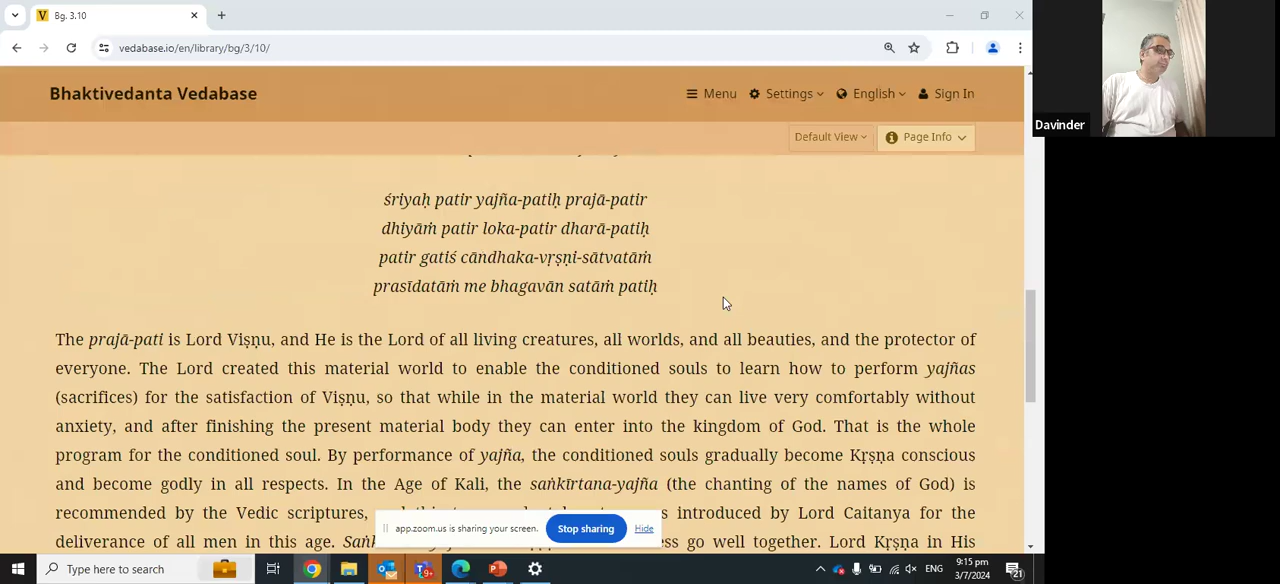 Bg. 3.10
vedabase.io/en/library/bg/3/10/
Bhaktivedanta Vedabase
Menu Settings English Sign In
Default View Page Info
Davinder
śriyaḥ patir yajña-patiḥ prajā-patir
dhiyāṁ patir loka-patir dharā-patiḥ
patir gatiś cāndhaka-vṛṣṇi-sātvatāṁ
prasīdatāṁ me bhagavān satāṁ patiḥ
The prajā-pati is Lord Viṣṇu, and He is the Lord of all living creatures, all worlds, and all beauties, and the protector of
everyone. The Lord created this material world to enable the conditioned souls to learn how to perform yajñas
(sacrifices) for the satisfaction of Viṣṇu, so that while in the material world they can live very comfortably without
anxiety, and after finishing the present material body they can enter into the kingdom of God. That is the whole
program for the conditioned soul. By performance of yajña, the conditioned souls gradually become Kṛṣṇa conscious
and become godly in all respects. In the Age of Kali, the saṅkīrtana-yajña (the chanting of the names of God) is
recommended by the Vedic scriptures, introduced by Lord Caitanya for the
deliverance of all men in this age. go well together. Lord Kṛṣṇa in His
app.zoom.us is sharing your screen. Stop sharing Hide
Type here to search
ENG
9:15 pm
3/7/2024
21